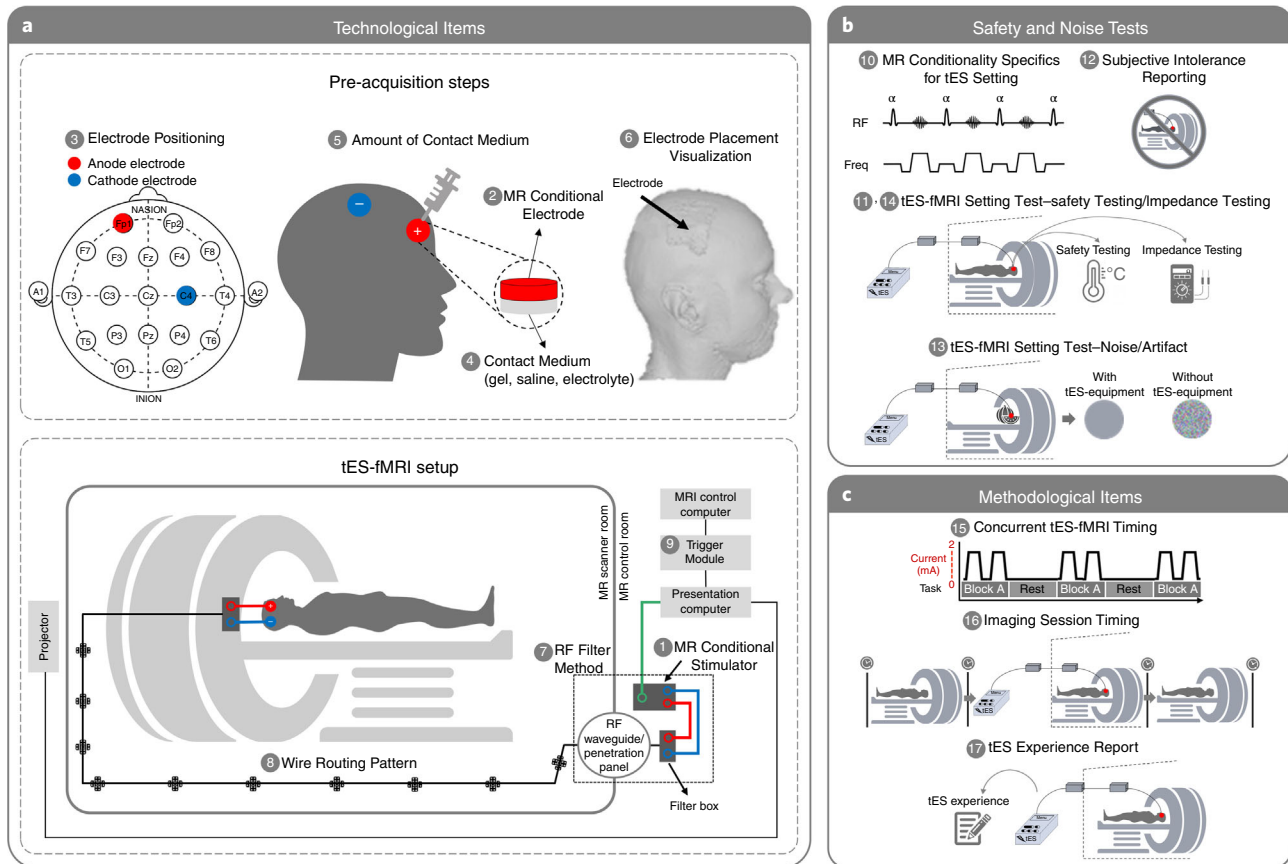 a
Technological Items
Pre-acquisition steps
3 Electrode Positioning
Anode electrode
Cathode electrode
NASION
Fp1
Fp2
F7
F3
Fz
F4
F8
A1
T3
C3
Cz
C4
T4
A2
T5
P3
Pz
P4
T6
O1
O2
INION
5 Amount of Contact Medium
−
+
2 MR Conditional
Electrode
4 Contact Medium
(gel, saline, electrolyte)
6 Electrode Placement
Visualization
Electrode
tES-fMRI setup
Projector
MR scanner room
MR control room
MRI control
computer
9 Trigger
Module
Presentation
computer
+
−
7 RF Filter
Method
1 MR Conditional
Stimulator
RF
waveguide/
penetration
panel
8 Wire Routing Pattern
Filter box
b
Safety and Noise Tests
10 MR Conditionality Specifics
for tES Setting
α α α α
RF
Freq
12 Subjective Intolerance
Reporting
11 · 14 tES-fMRI Setting Test–safety Testing/Impedance Testing
Menu
tES
Safety Testing
°C
Impedance Testing
13 tES-fMRI Setting Test–Noise/Artifact
Menu
tES
With
tES-equipment
Without
tES-equipment
c
Methodological Items
15 Concurrent tES-fMRI Timing
2
Current
(mA)
0
Task
Block A
Rest
Block A
Rest
Block A
16 Imaging Session Timing
Menu
tES
17 tES Experience Report
tES experience
Menu
tES